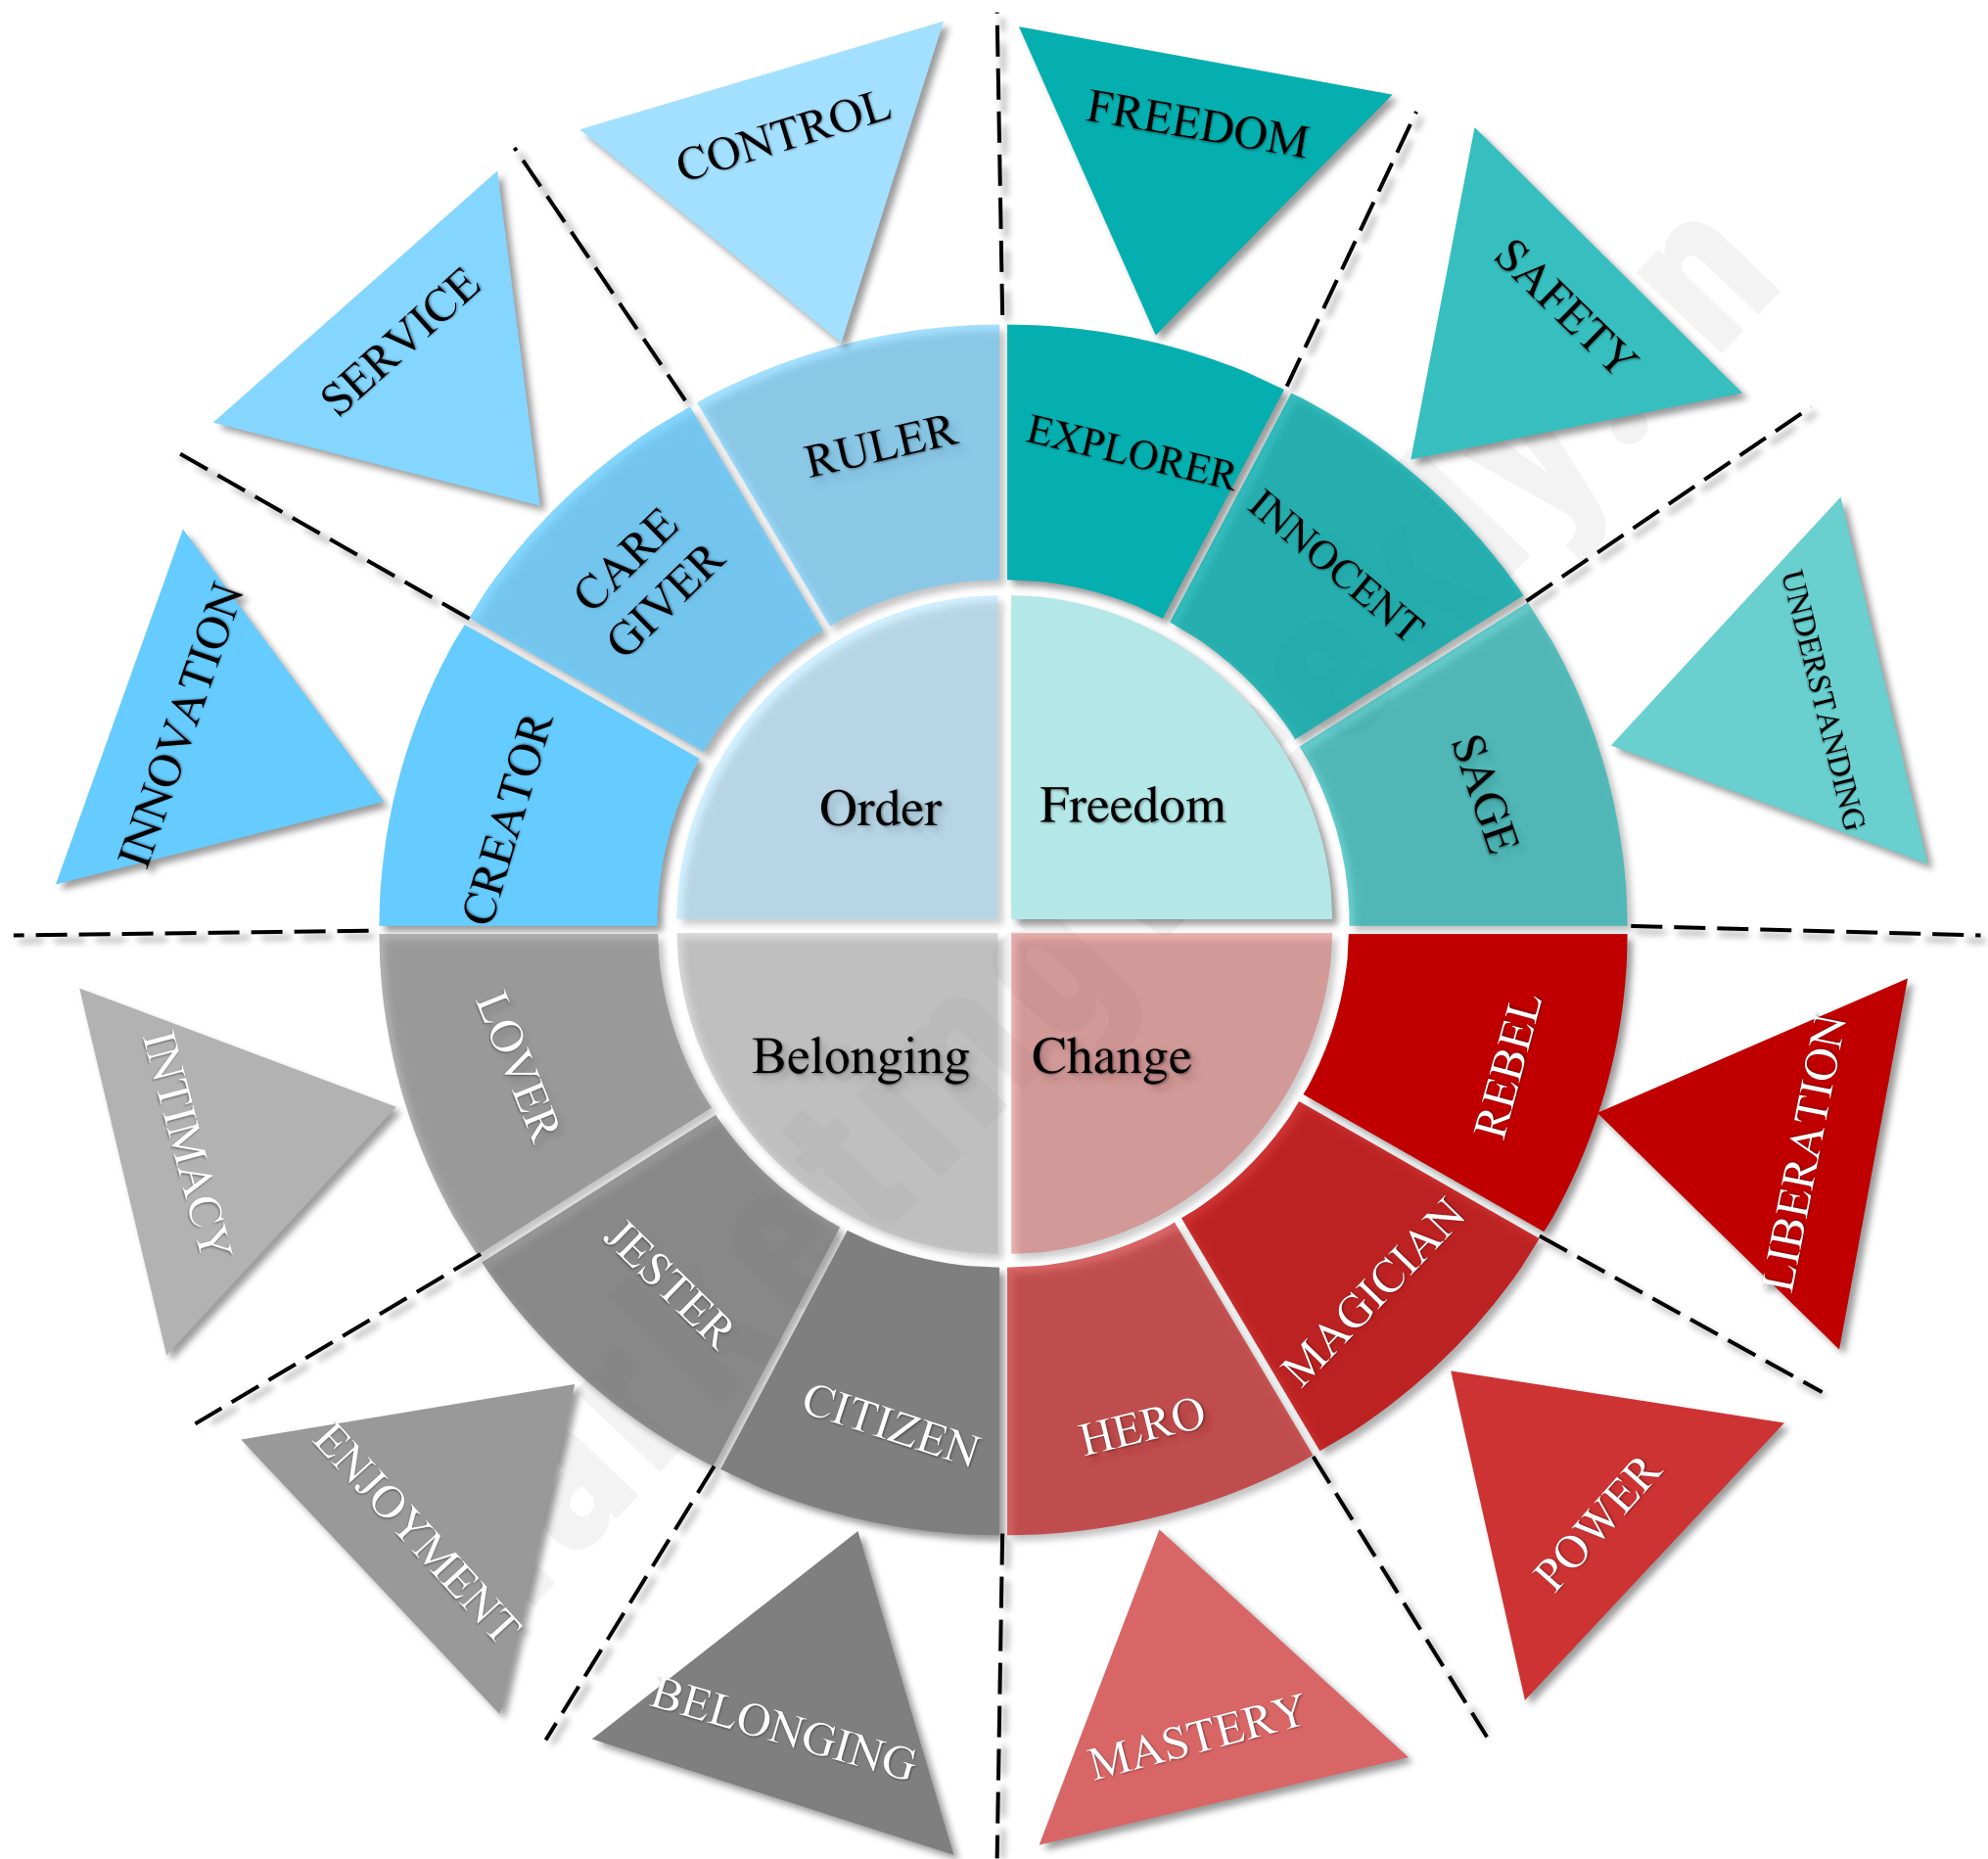 CONTROL
FREEDOM
SERVICE
SAFETY
INNOVATION
UNDERSTANDING
RULER
EXPLORER
CARE
GIVER
INNOCENT
CREATOR
SAGE
Order
Freedom
Belonging
Change
LOVER
REBEL
JESTER
MAGICIAN
CITIZEN
HERO
INTIMACY
LIBERATION
ENJOYMENT
POWER
BELONGING
MASTERY